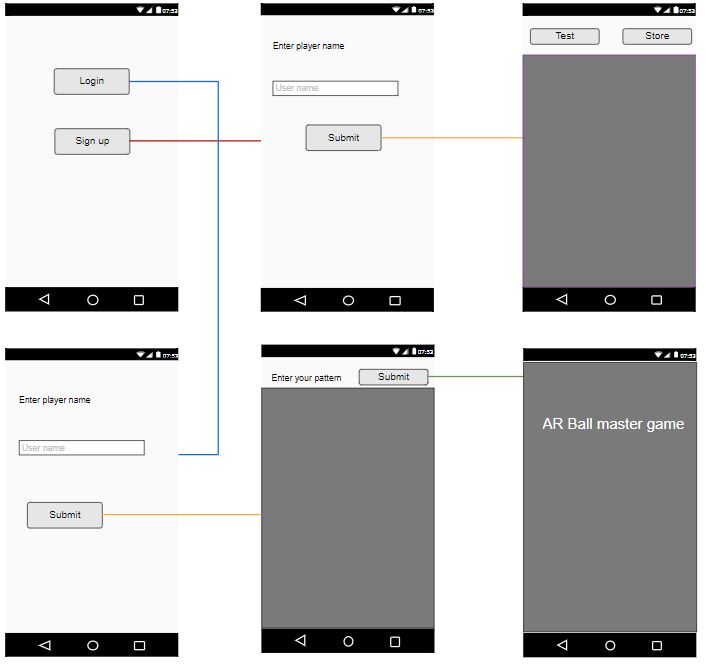 07:53
Login
Sign up
07:53
Enter player name
User name
Submit
07:53
Test
Store
07:53
Enter player name
User name
Submit
07:53
Enter your pattern
Submit
07:53
AR Ball master game